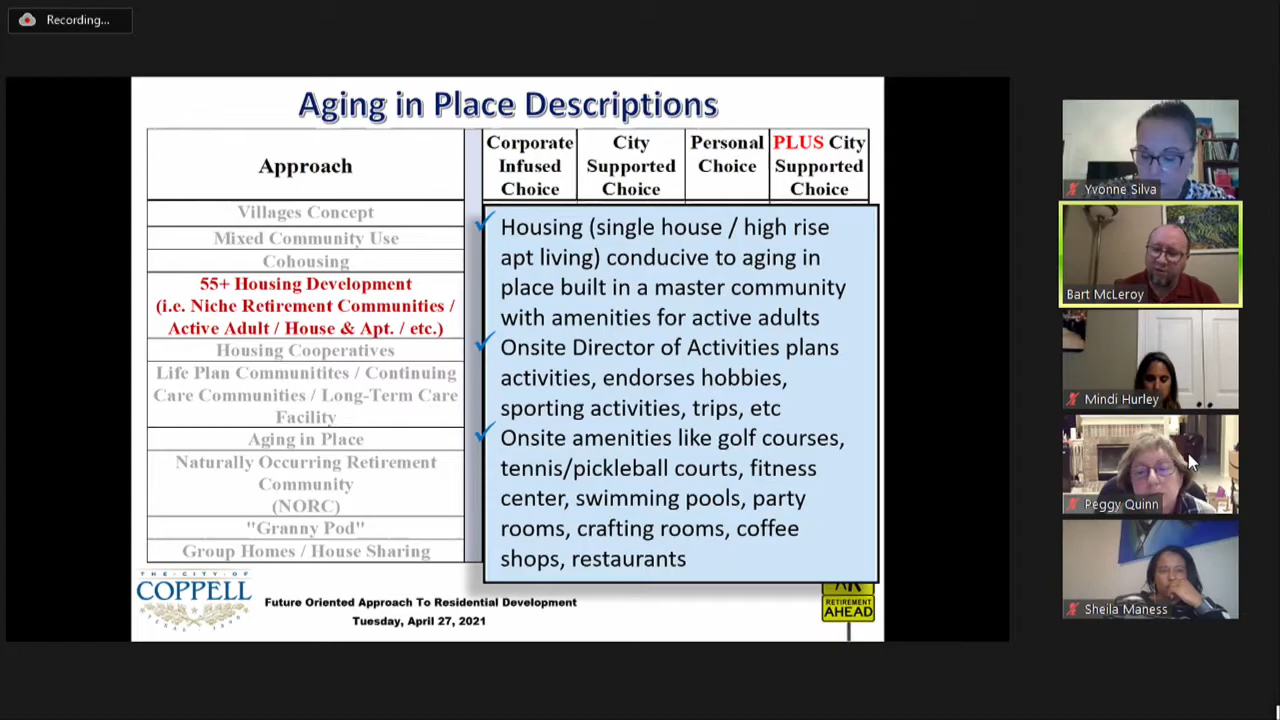 Recording...
Aging in Place Descriptions
Approach
Corporate
Infused
Choice
City
Supported
Choice
Personal
Choice
PLUS City
Supported
Choice
Villages Concept
Mixed Community Use
Cohousing
55+ Housing Development
(i.e. Niche Retirement Communities /
Active Adult / House & Apt. / etc.)
Housing Cooperatives
Life Plan Communitites / Continuing
Care Communities / Long-Term Care
Facility
Aging in Place
Naturally Occurring Retirement
Community
(NORC)
"Granny Pod"
Group Homes / House Sharing
Housing (single house / high rise
apt living) conducive to aging in
place built in a master community
with amenities for active adults
Onsite Director of Activities plans
activities, endorses hobbies,
sporting activities, trips, etc
Onsite amenities like golf courses,
tennis/pickleball courts, fitness
center, swimming pools, party
rooms, crafting rooms, coffee
shops, restaurants
THE CITY OF
COPPELL
Future Oriented Approach To Residential Development
Tuesday, April 27, 2021
RETIREMENT
AHEAD
Yvonne Silva
Bart McLeroy
Mindi Hurley
Peggy Quinn
Sheila Maness